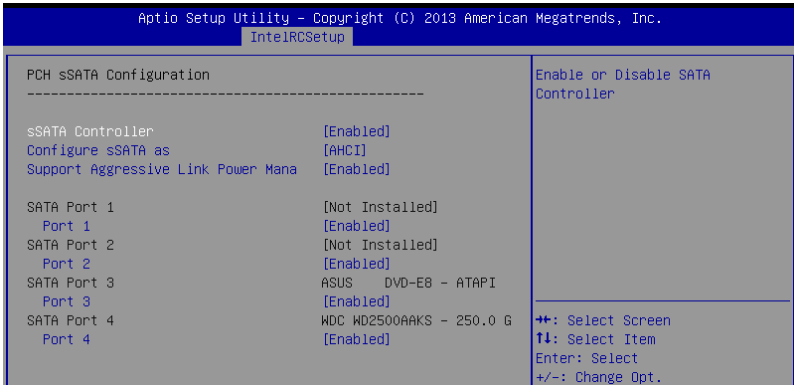 Aptio Setup Utility – Copyright (C) 2013 American Megatrends, Inc.
IntelRCSetup
PCH sSATA Configuration
--------------------------------------------------
sSATA Controller [Enabled]
Configure sSATA as [AHCI]
Support Aggressive Link Power Mana [Enabled]
SATA Port 1 [Not Installed]
Port 1 [Enabled]
SATA Port 2 [Not Installed]
Port 2 [Enabled]
SATA Port 3 ASUS DVD-E8 - ATAPI
Port 3 [Enabled]
SATA Port 4 WDC WD2500AAKS - 250.0 G
Port 4 [Enabled]
Enable or Disable SATA
Controller
→←: Select Screen
↑↓: Select Item
Enter: Select
+/-: Change Opt.